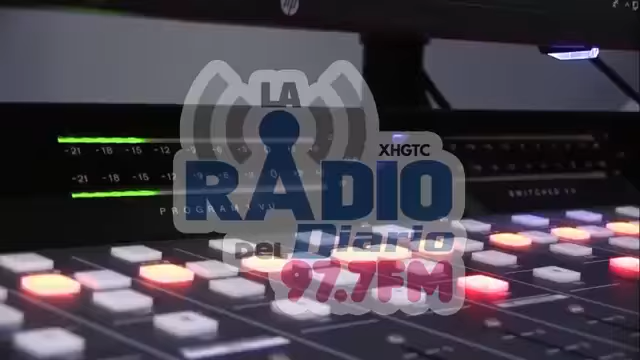 hp
LA
XHGTC
RADIO
DEL Diario
97.7FM
-21 -18 -15 -12
-21 -18 -15 -12
PROGRAM VU
SWITCHED VU